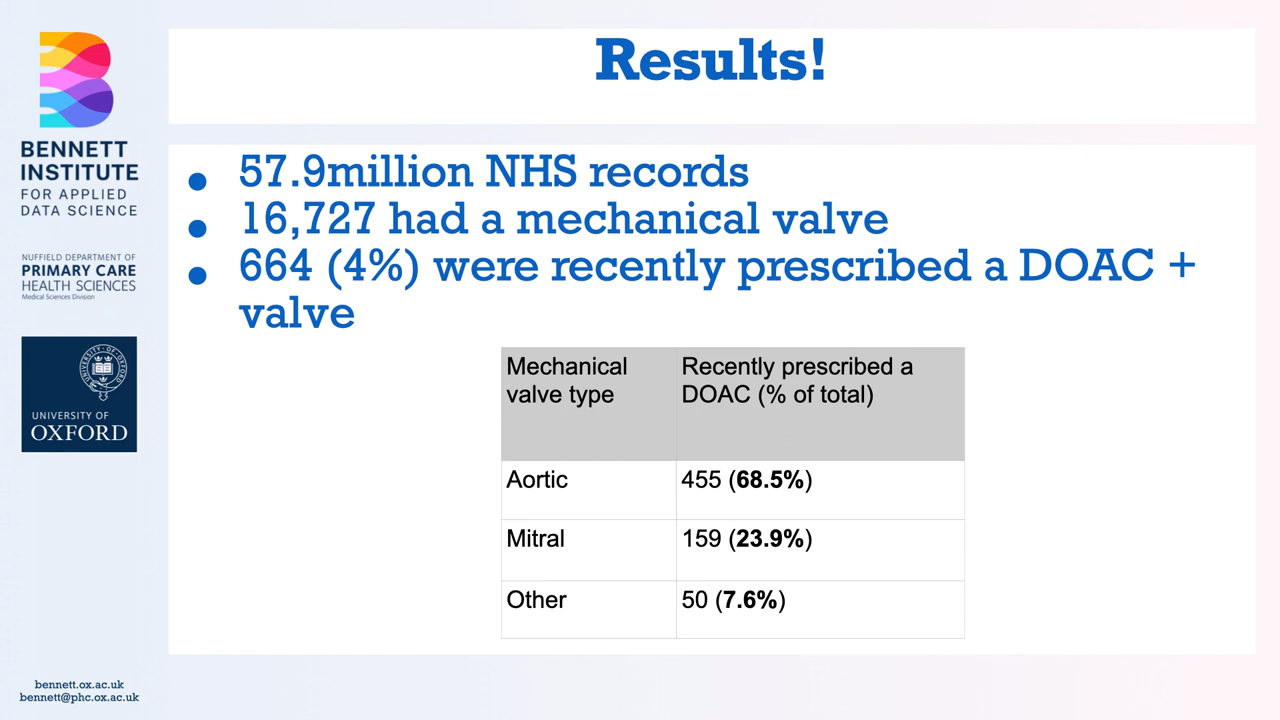 Results!
BENNETT
INSTITUTE
FOR APPLIED
DATA SCIENCE
NUFFIELD DEPARTMENT OF
PRIMARY CARE
HEALTH SCIENCES
Medical Sciences Division
UNIVERSITY OF
OXFORD
• 57.9million NHS records
• 16,727 had a mechanical valve
• 664 (4%) were recently prescribed a DOAC +
valve
Mechanical
valve type
Recently prescribed a
DOAC (% of total)
Aortic 455 (68.5%)
Mitral 159 (23.9%)
Other 50 (7.6%)
bennett.ox.ac.uk
bennett@phc.ox.ac.uk